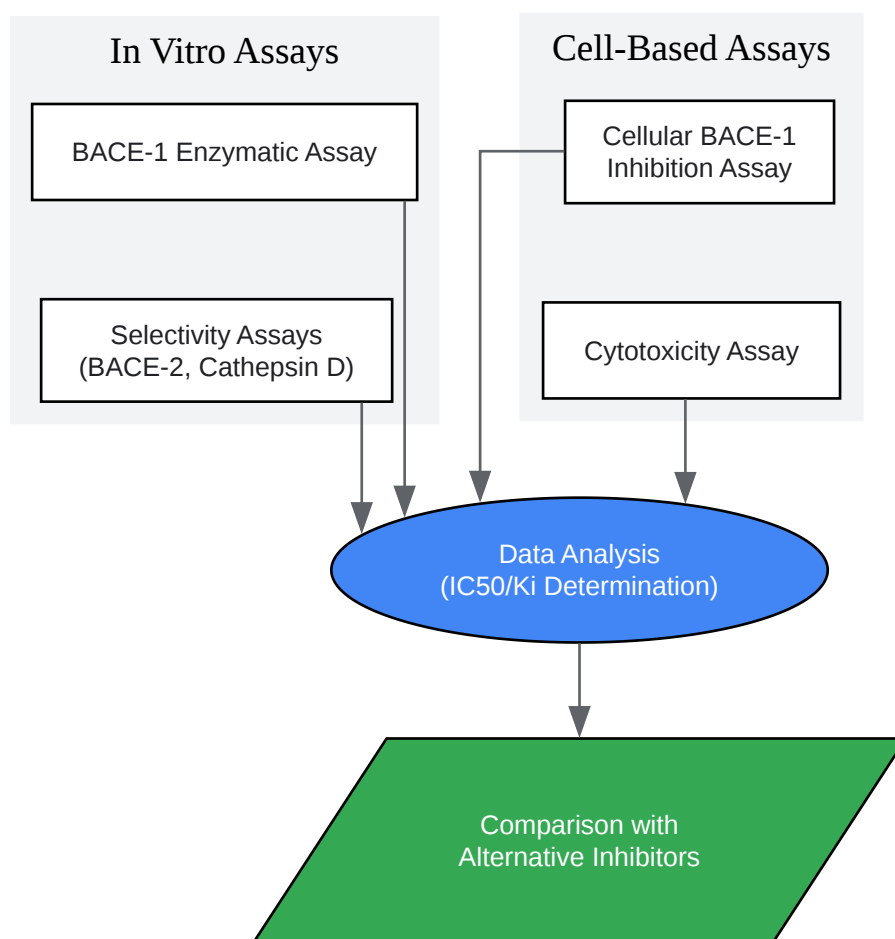 In Vitro Assays
BACE-1 Enzymatic Assay
Selectivity Assays
(BACE-2, Cathepsin D)
Cell-Based Assays
Cellular BACE-1
Inhibition Assay
Cytotoxicity Assay
Data Analysis
(IC50/Ki Determination)
Comparison with
Alternative Inhibitors